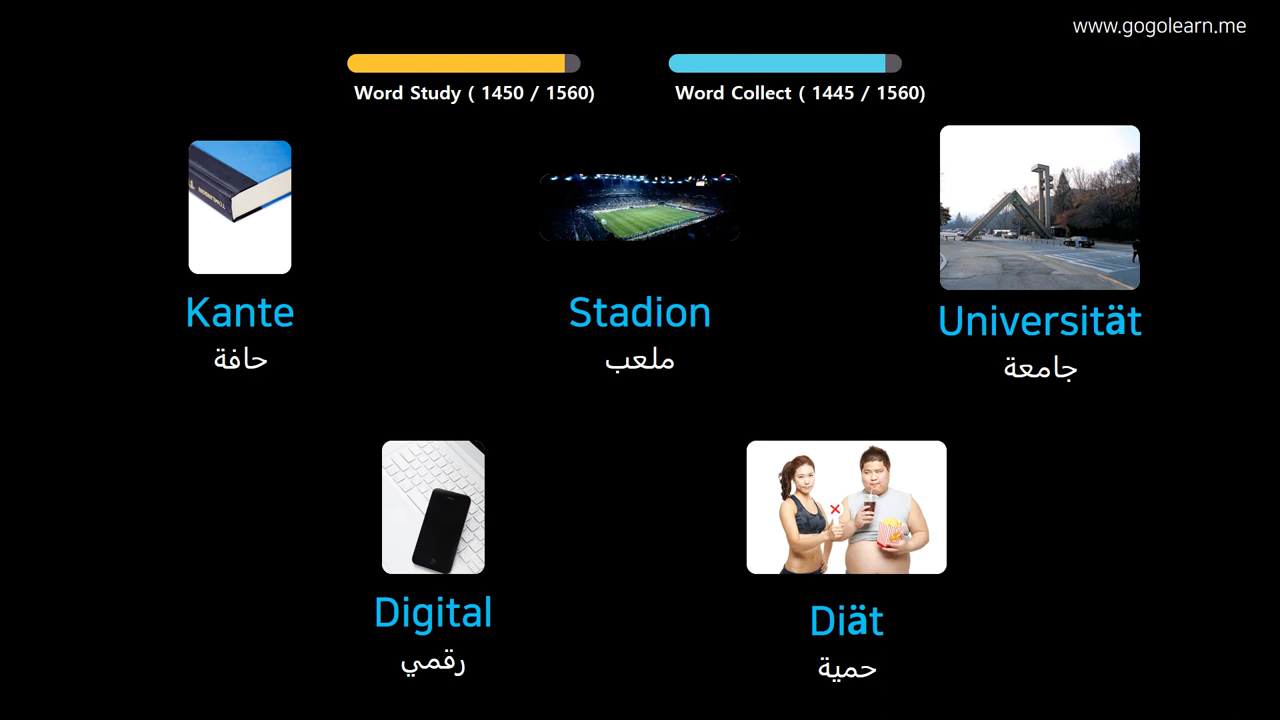 www.gogolearn.me
Word Study ( 1450 / 1560)
Word Collect ( 1445 / 1560)
Kante
حافة
Stadion
ملعب
Universität
جامعة
Digital
رقمي
Diät
حمية